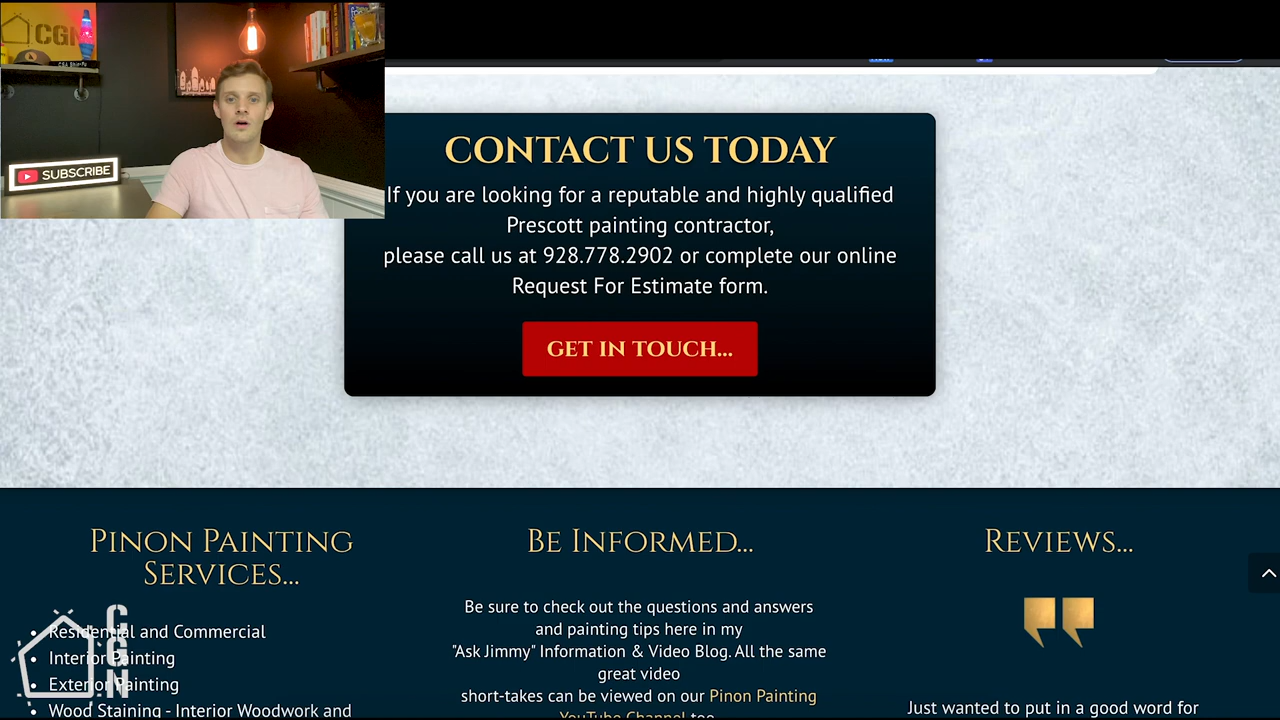 CGN
SUBSCRIBE
CONTACT US TODAY
If you are looking for a reputable and highly qualified
Prescott painting contractor,
please call us at 928.778.2902 or complete our online
Request For Estimate form.
GET IN TOUCH...
PINON PAINTING
SERVICES...
• Residential and Commercial
• Interior Painting
• Exterior Painting
• Wood Staining - Interior Woodwork and
BE INFORMED...
Be sure to check out the questions and answers
and painting tips here in my
"Ask Jimmy" Information & Video Blog. All the same
great video
short-takes can be viewed on our Pinon Painting
YouTube Channel too
REVIEWS...
Just wanted to put in a good word for
CGN